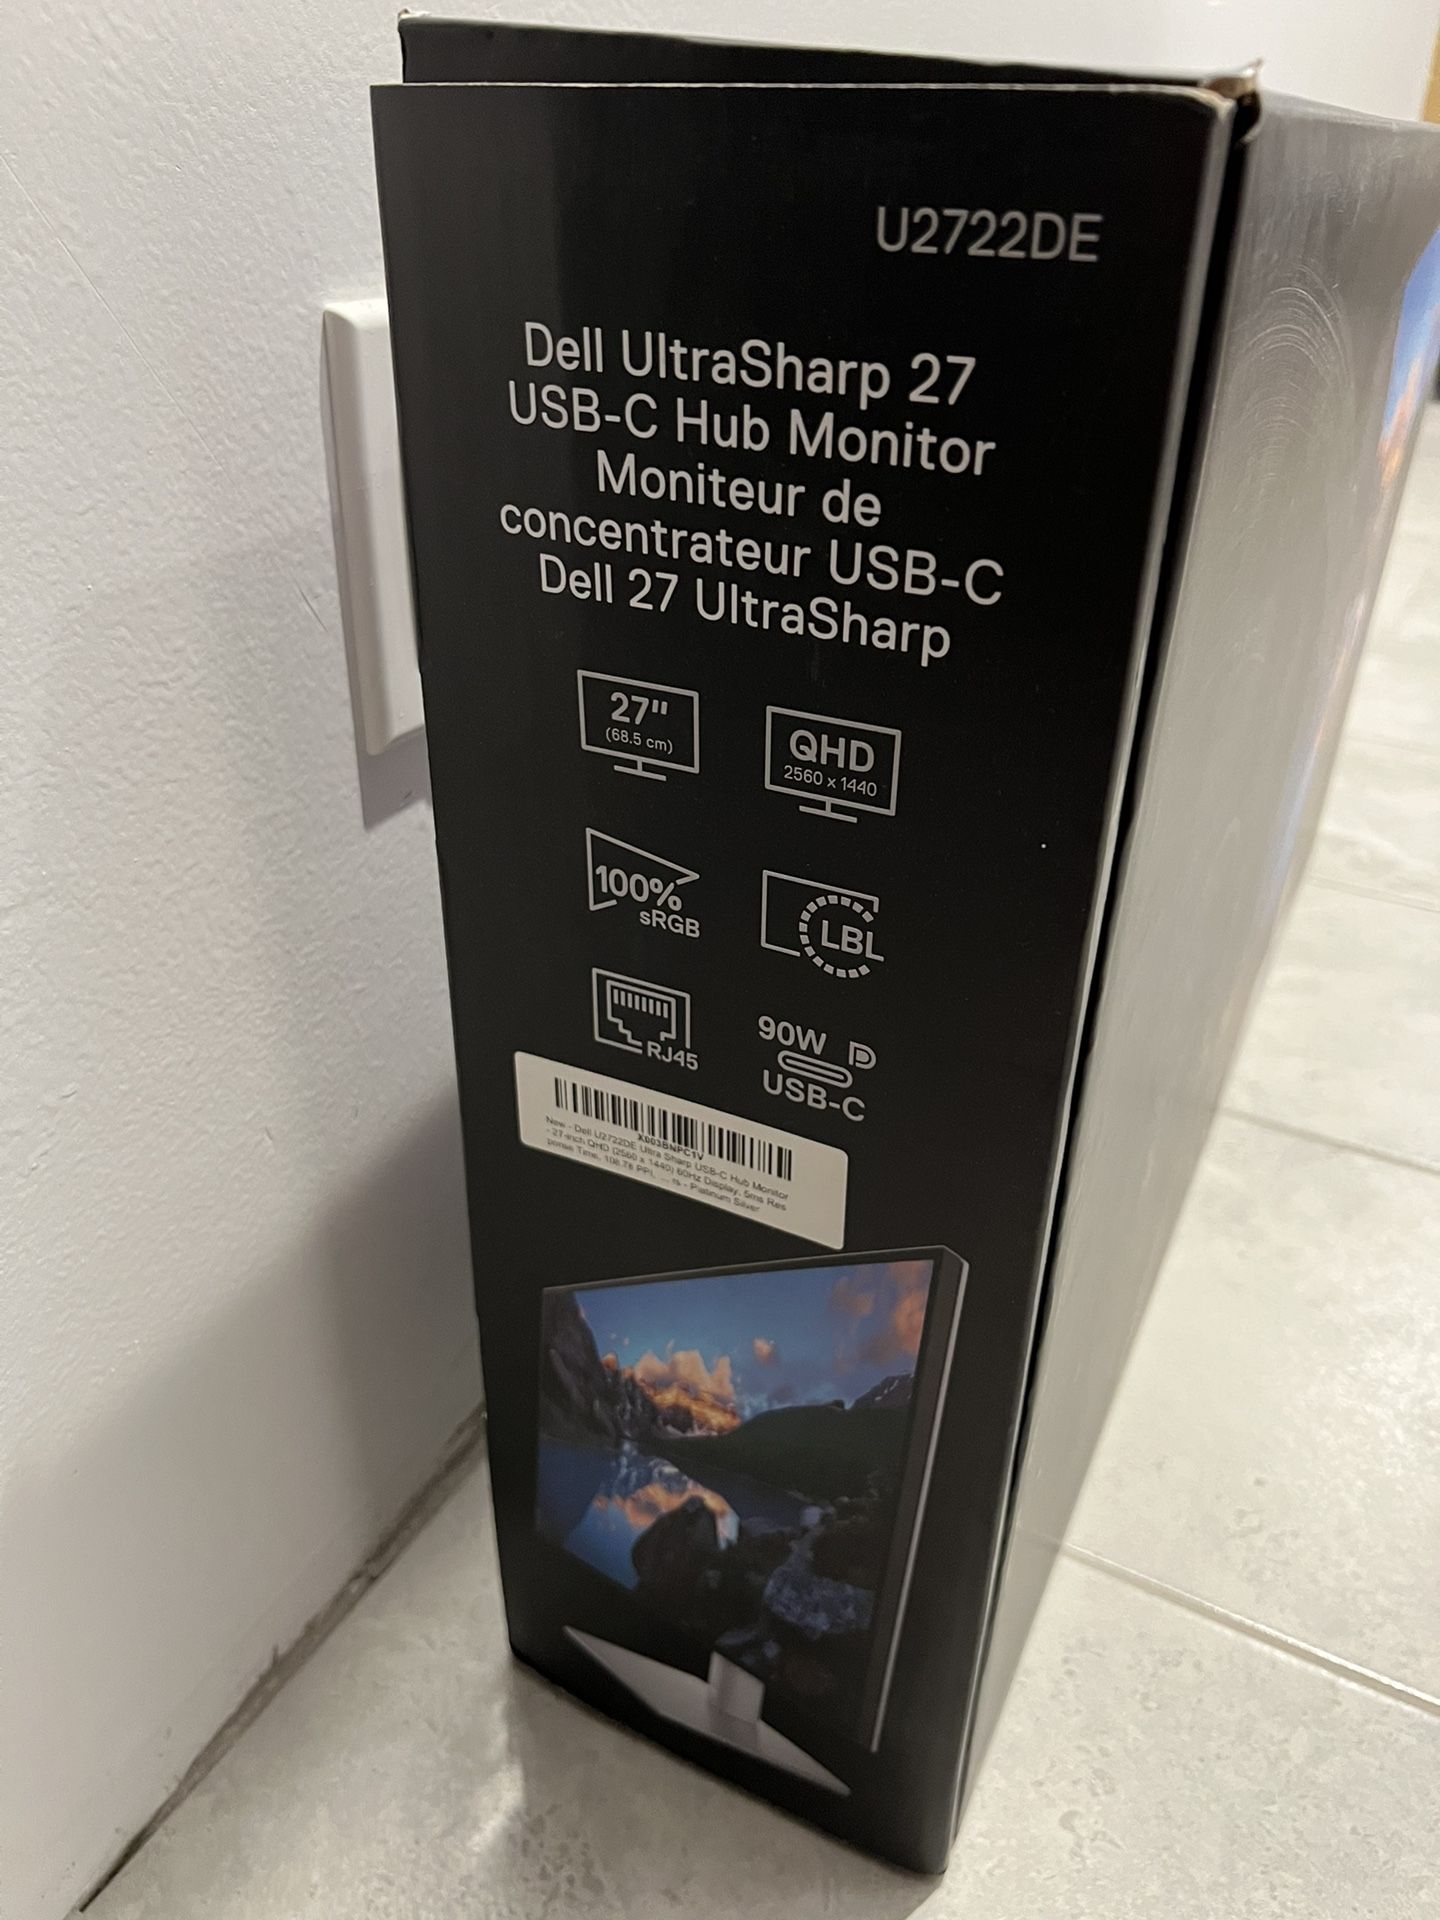 U2722DE
Dell UltraSharp 27
USB-C Hub Monitor
Moniteur de
concentrateur USB-C
Dell 27 UltraSharp
27"
(68.5 cm)
QHD
2560 x 1440
100%
sRGB
LBL
RJ45
90W
USB-C
X003BNPC1V
New - Dell U2722DE Ultra Sharp USB-C Hub Monitor
- 27-inch QHD (2560 x 1440) 60Hz Display, 5ms Res
ponse Time, 108.78 PPI, ... rs - Platinum Silver